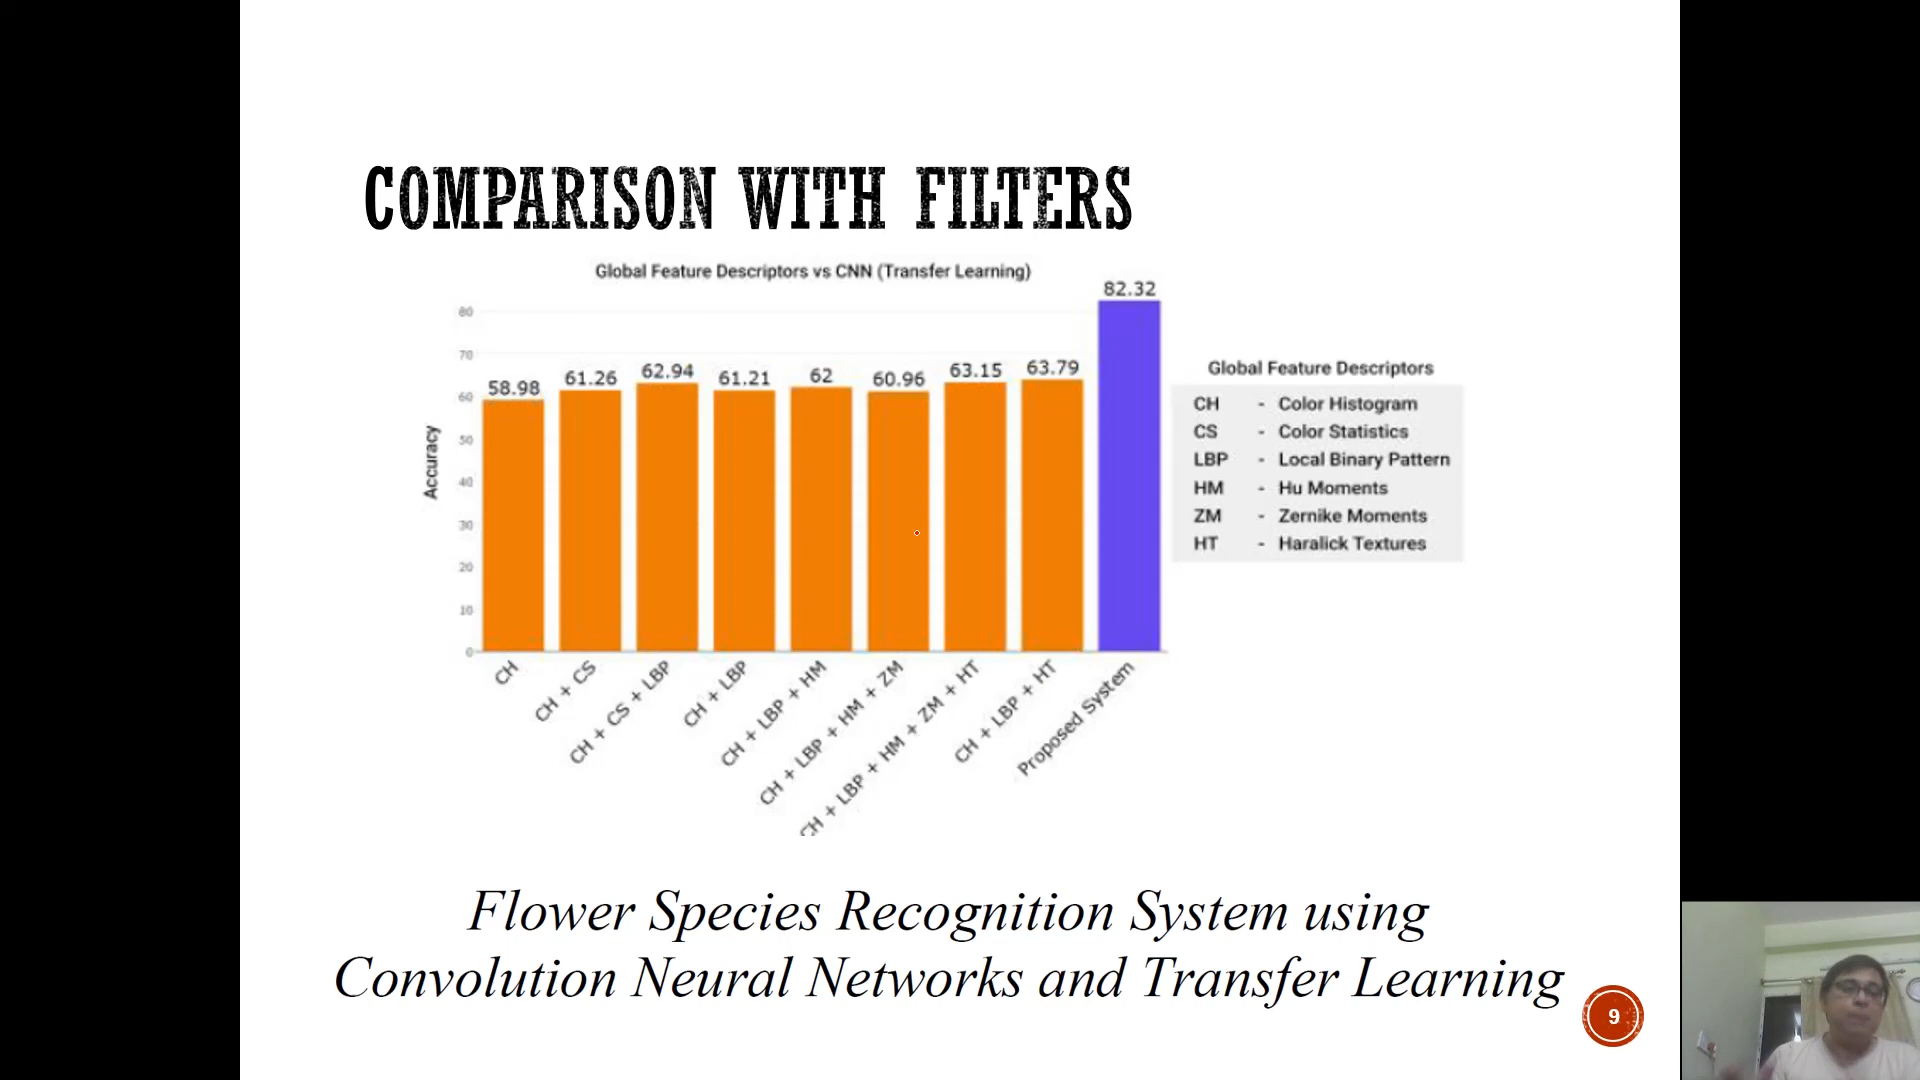 COMPARISON WITH FILTERS
Global Feature Descriptors vs CNN (Transfer Learning)
Accuracy
80
70
60
50
40
30
20
10
0
58.98
61.26
62.94
61.21
62
60.96
63.15
63.79
82.32
CH
CH + CS
CH + CS + LBP
CH + LBP
CH + LBP + HM
CH + LBP + HM + ZM
CH + LBP + HM + ZM + HT
CH + LBP + HT
Proposed System
Global Feature Descriptors
CH - Color Histogram
CS - Color Statistics
LBP - Local Binary Pattern
HM - Hu Moments
ZM - Zernike Moments
HT - Haralick Textures
Flower Species Recognition System using
Convolution Neural Networks and Transfer Learning
9